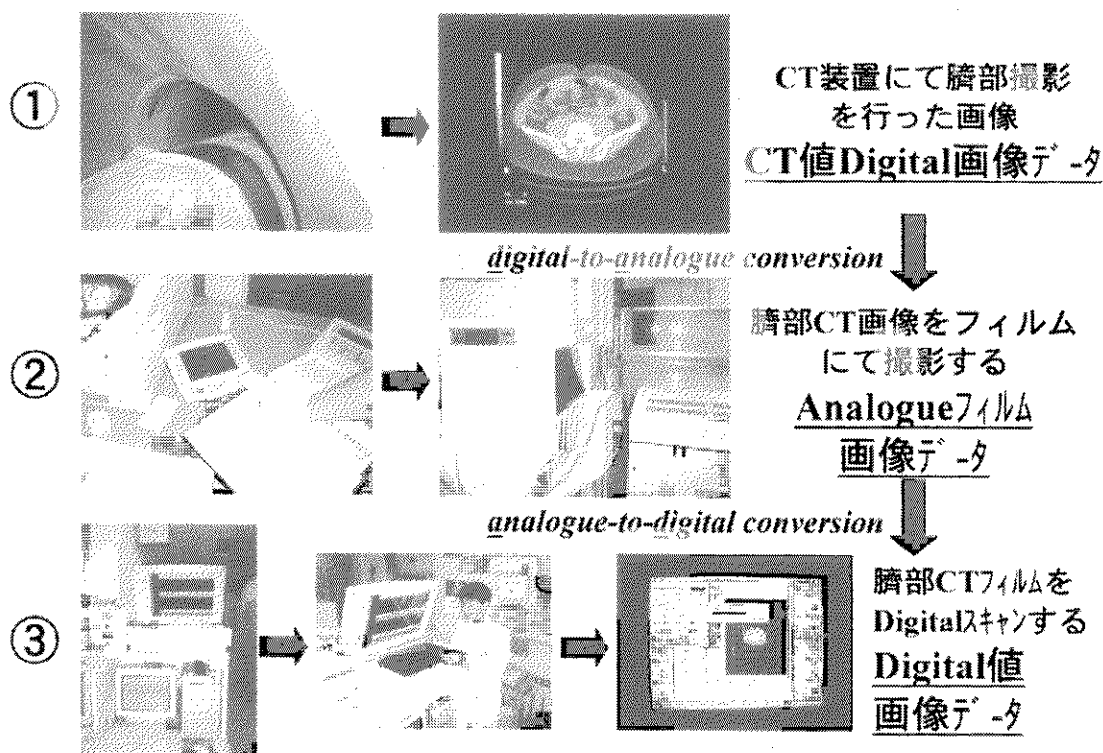 ①
CT装置にて臍部撮影
を行った画像
CT値Digital画像ﾃﾞｰﾀ
digital-to-analogue conversion
②
臍部CT画像をフィルム
にて撮影する
Analogueﾌｨﾙﾑ
画像ﾃﾞｰﾀ
analogue-to-digital conversion
③
臍部CTﾌｨﾙﾑを
Digitalｽｷｬﾝする
Digital値
画像ﾃﾞｰﾀ